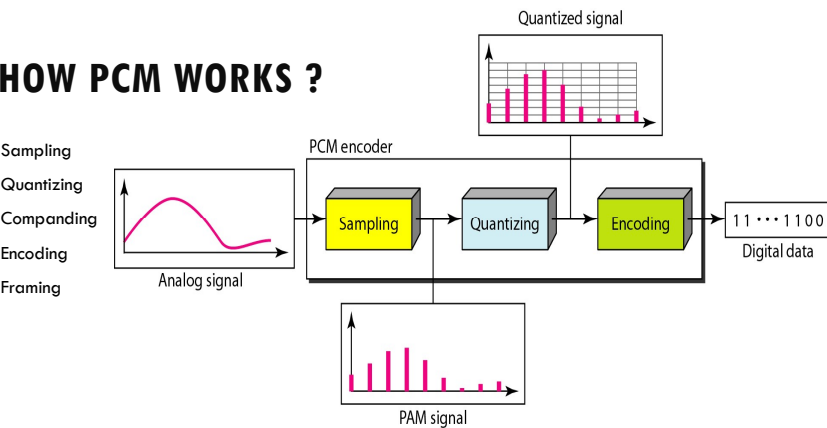 Quantized signal
HOW PCM WORKS ?
Sampling
Quantizing
Companding
Encoding
Framing
PCM encoder
Sampling
Quantizing
Encoding
11 ··· 1100
Digital data
Analog signal
PAM signal